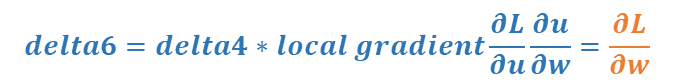 delta6 = delta4 * local gradient ∂L/∂u ∂u/∂w = ∂L/∂w